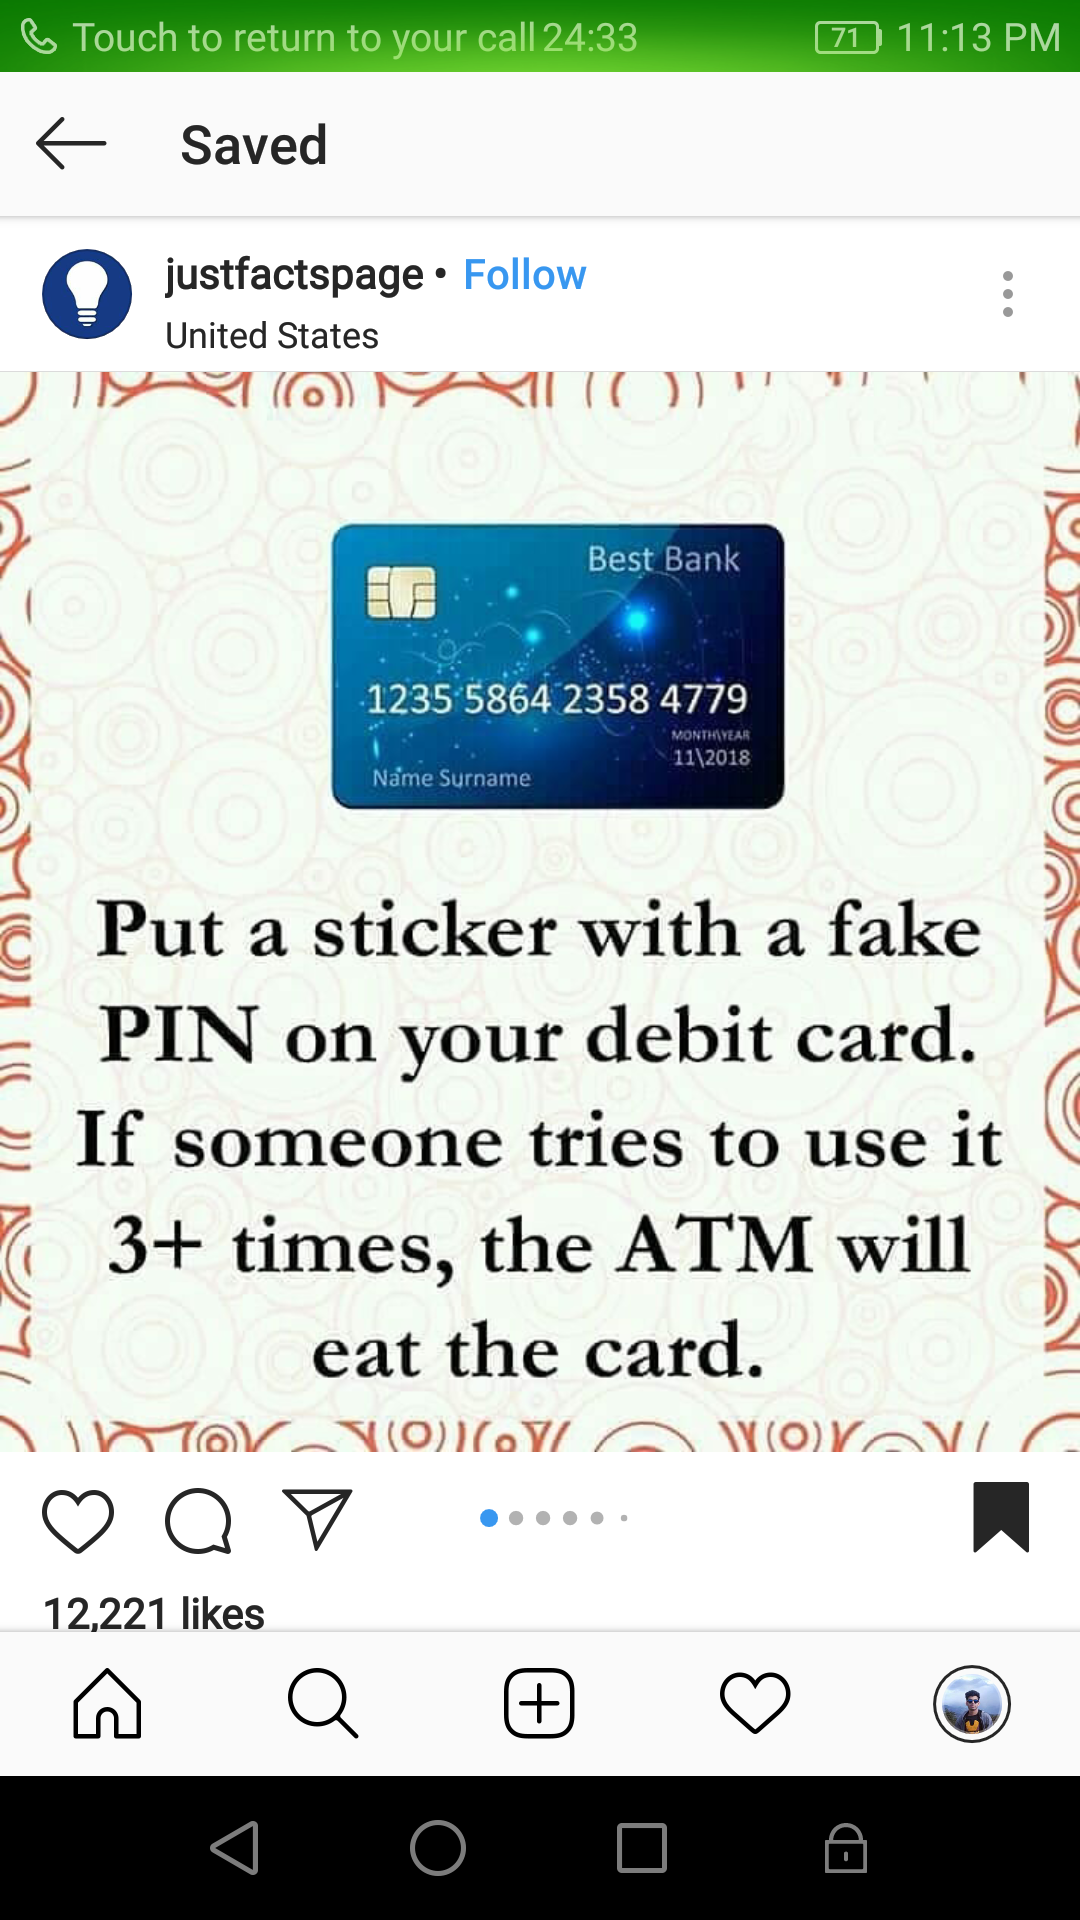 Touch to return to your call 24:33 71 11:13 PM
Saved
justfactspage • Follow
United States
Best Bank
1235 5864 2358 4779
MONTH\YEAR
11\2018
Name Surname
Put a sticker with a fake
PIN on your debit card.
If someone tries to use it
3+ times, the ATM will
eat the card.
12,221 likes